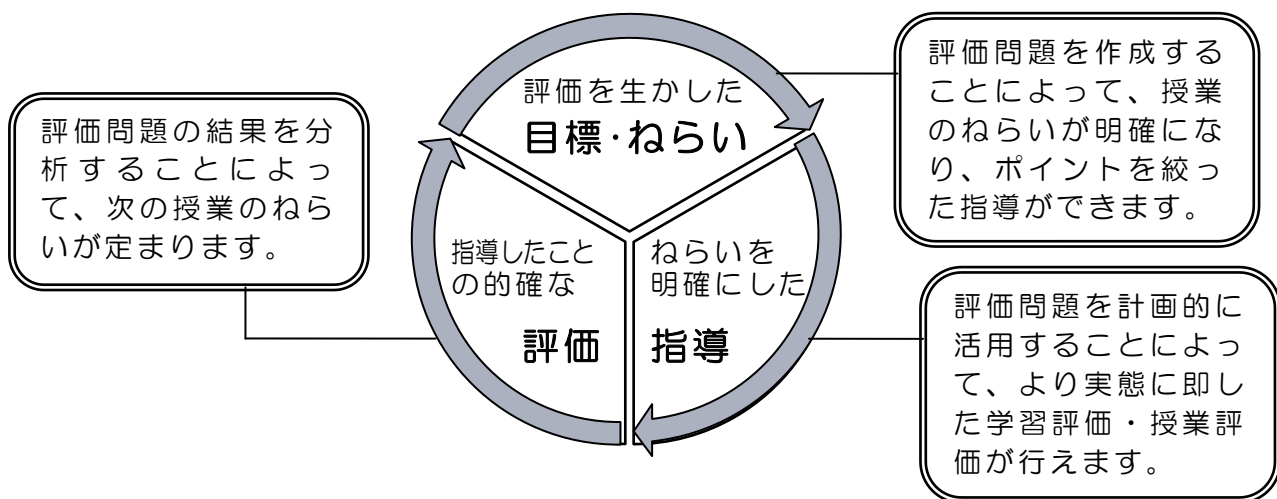 評価を生かした
目標・ねらい
評価問題を作成する
ことによって、授業
のねらいが明確にな
り、ポイントを絞っ
た指導ができます。
評価問題の結果を分
析することによっ
て、次の授業のねら
いが定まります。
指導したこと
の的確な
評価
ねらいを
明確にした
指導
評価問題を計画的に
活用することによっ
て、より実態に即し
た学習評価・授業評
価が行えます。